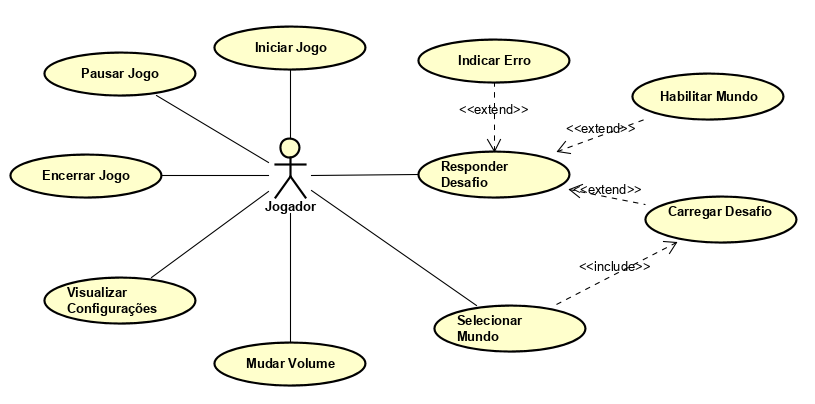 Iniciar Jogo
Indicar Erro
Pausar Jogo
Habilitar Mundo
<<extend>>
<<extend>>
Responder
Desafio
Encerrar Jogo
<<extend>>
Jogador
Carregar Desafio
<<include>>
Visualizar
Configurações
Selecionar
Mundo
Mudar Volume